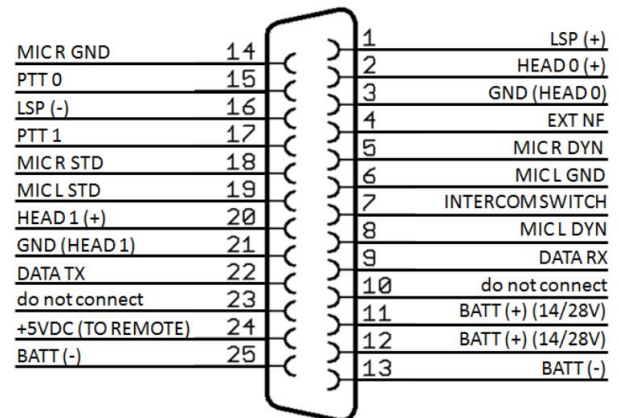 MIC R GND 14
PTT 0 15
LSP (-) 16
PTT 1 17
MIC R STD 18
MIC L STD 19
HEAD 1 (+) 20
GND (HEAD 1) 21
DATA TX 22
do not connect 23
+5VDC (TO REMOTE) 24
BATT (-) 25
1 LSP (+)
2 HEAD 0 (+)
3 GND (HEAD 0)
4 EXT NF
5 MIC R DYN
6 MIC L GND
7 INTERCOM SWITCH
8 MIC L DYN
9 DATA RX
10 do not connect
11 BATT (+) (14/28V)
12 BATT (+) (14/28V)
13 BATT (-)